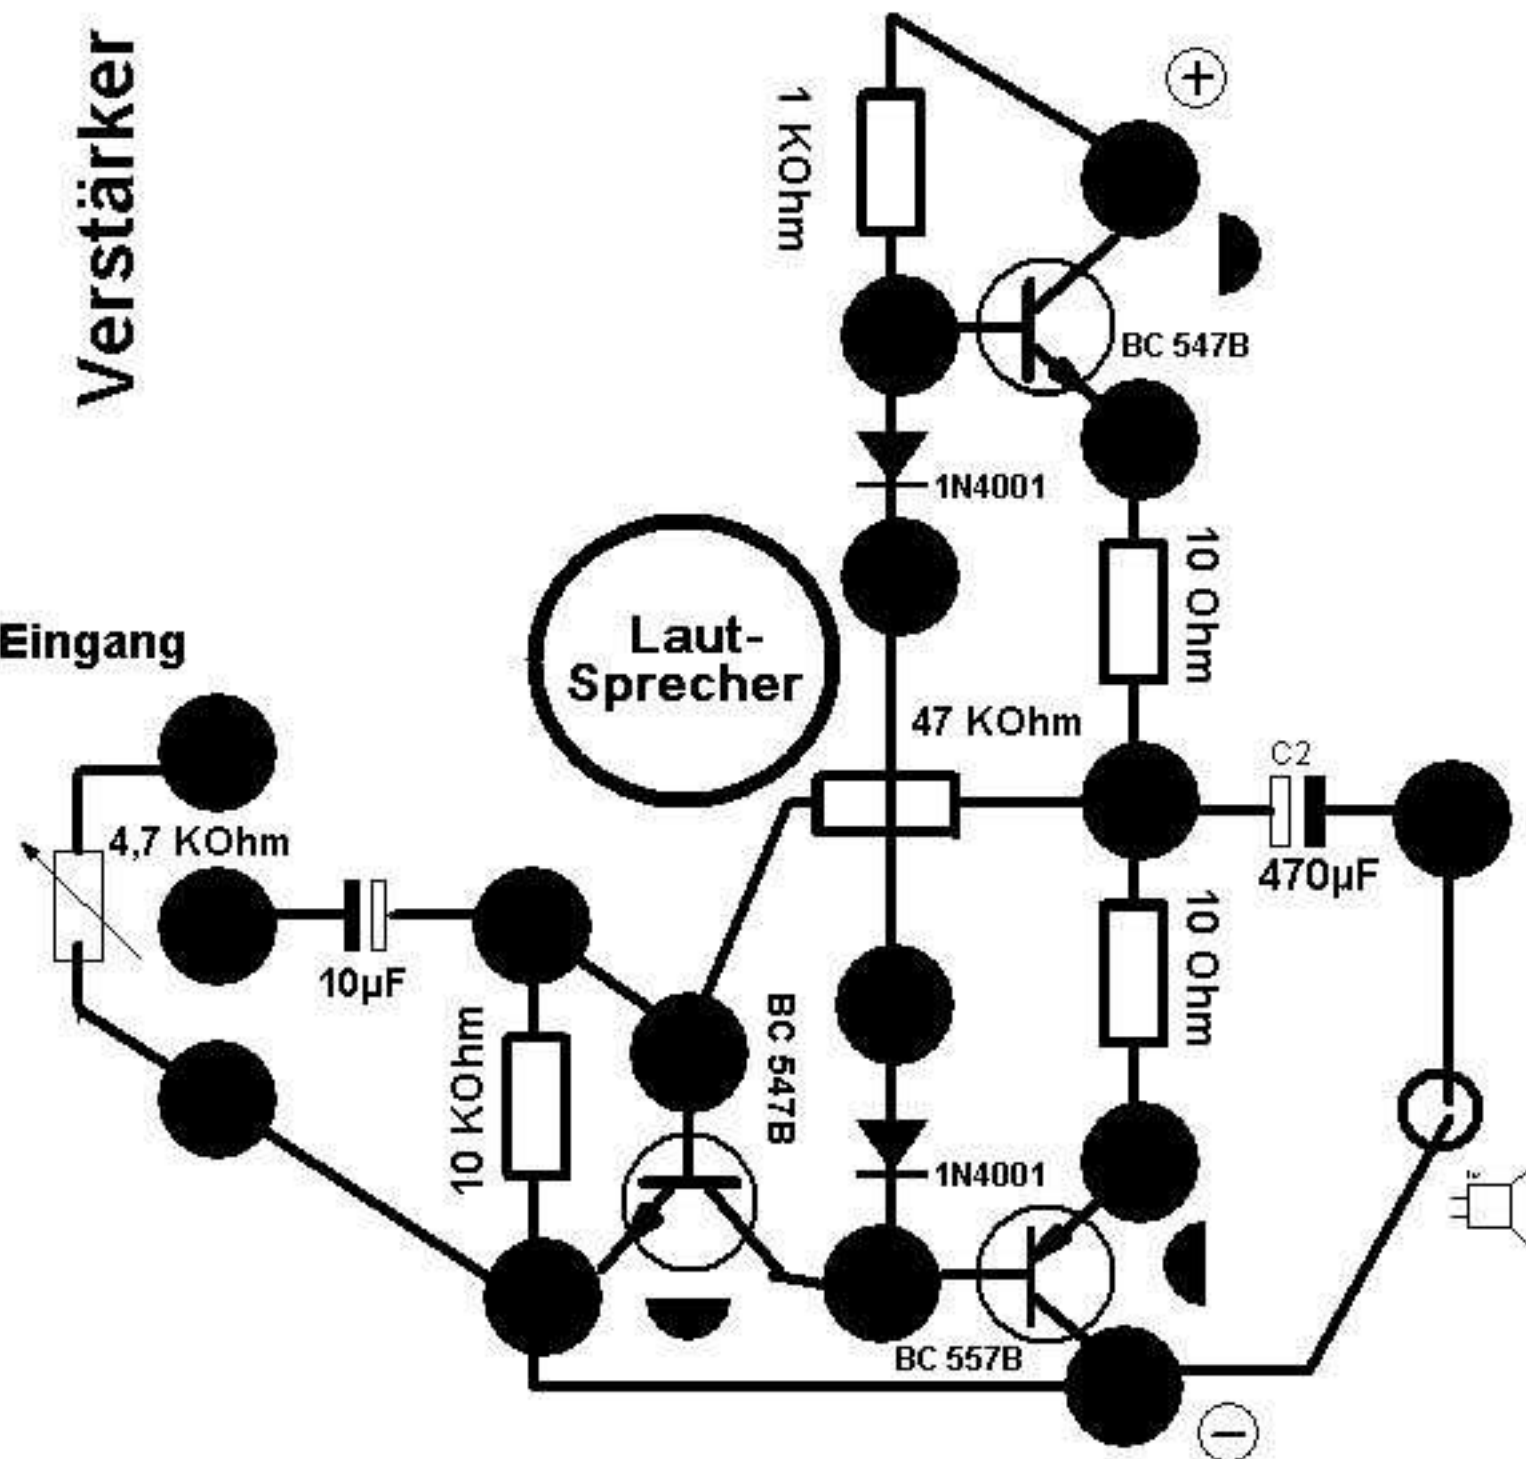 Verstärker
+
1 KOhm
BC 547B
1N4001
10 Ohm
Laut-
Sprecher
Eingang
47 KOhm
C2
4,7 KOhm
470µF
10µF
10 Ohm
BC 547B
10 KOhm
1N4001
BC 557B
−